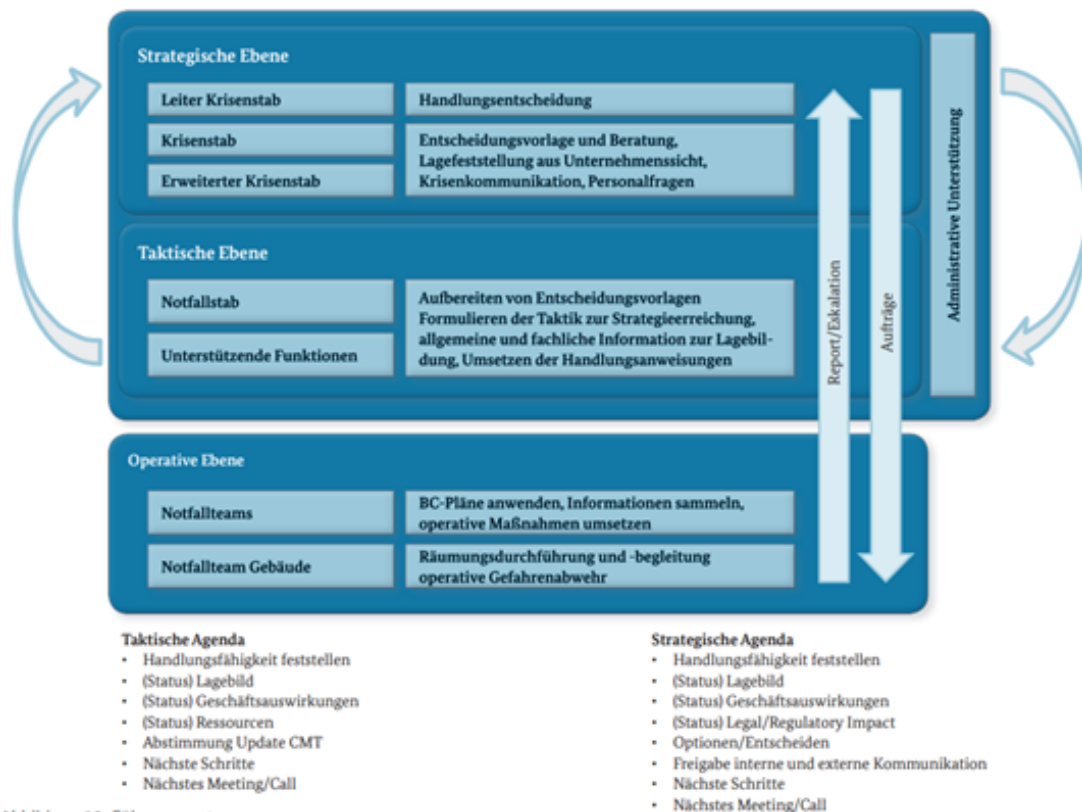 Strategische Ebene
Leiter Krisenstab
Handlungsentscheidung
Krisenstab
Erweiterter Krisenstab
Entscheidungsvorlage und Beratung,
Lagefeststellung aus Unternehmenssicht,
Krisenkommunikation, Personalfragen
Taktische Ebene
Notfallstab
Unterstützende Funktionen
Aufbereiten von Entscheidungsvorlagen
Formulieren der Taktik zur Strategieerreichung,
allgemeine und fachliche Information zur Lagebil-
dung, Umsetzen der Handlungsanweisungen
Report/Eskalation
Aufträge
Administrative Unterstützung
Operative Ebene
Notfallteams
BC-Pläne anwenden, Informationen sammeln,
operative Maßnahmen umsetzen
Notfallteam Gebäude
Räumungsdurchführung und -begleitung
operative Gefahrenabwehr
Taktische Agenda
• Handlungsfähigkeit feststellen
• (Status) Lagebild
• (Status) Geschäftsauswirkungen
• (Status) Ressourcen
• Abstimmung Update CMT
• Nächste Schritte
• Nächstes Meeting/Call
Strategische Agenda
• Handlungsfähigkeit feststellen
• (Status) Lagebild
• (Status) Geschäftsauswirkungen
• (Status) Legal/Regulatory Impact
• Optionen/Entscheiden
• Freigabe interne und externe Kommunikation
• Nächste Schritte
• Nächstes Meeting/Call